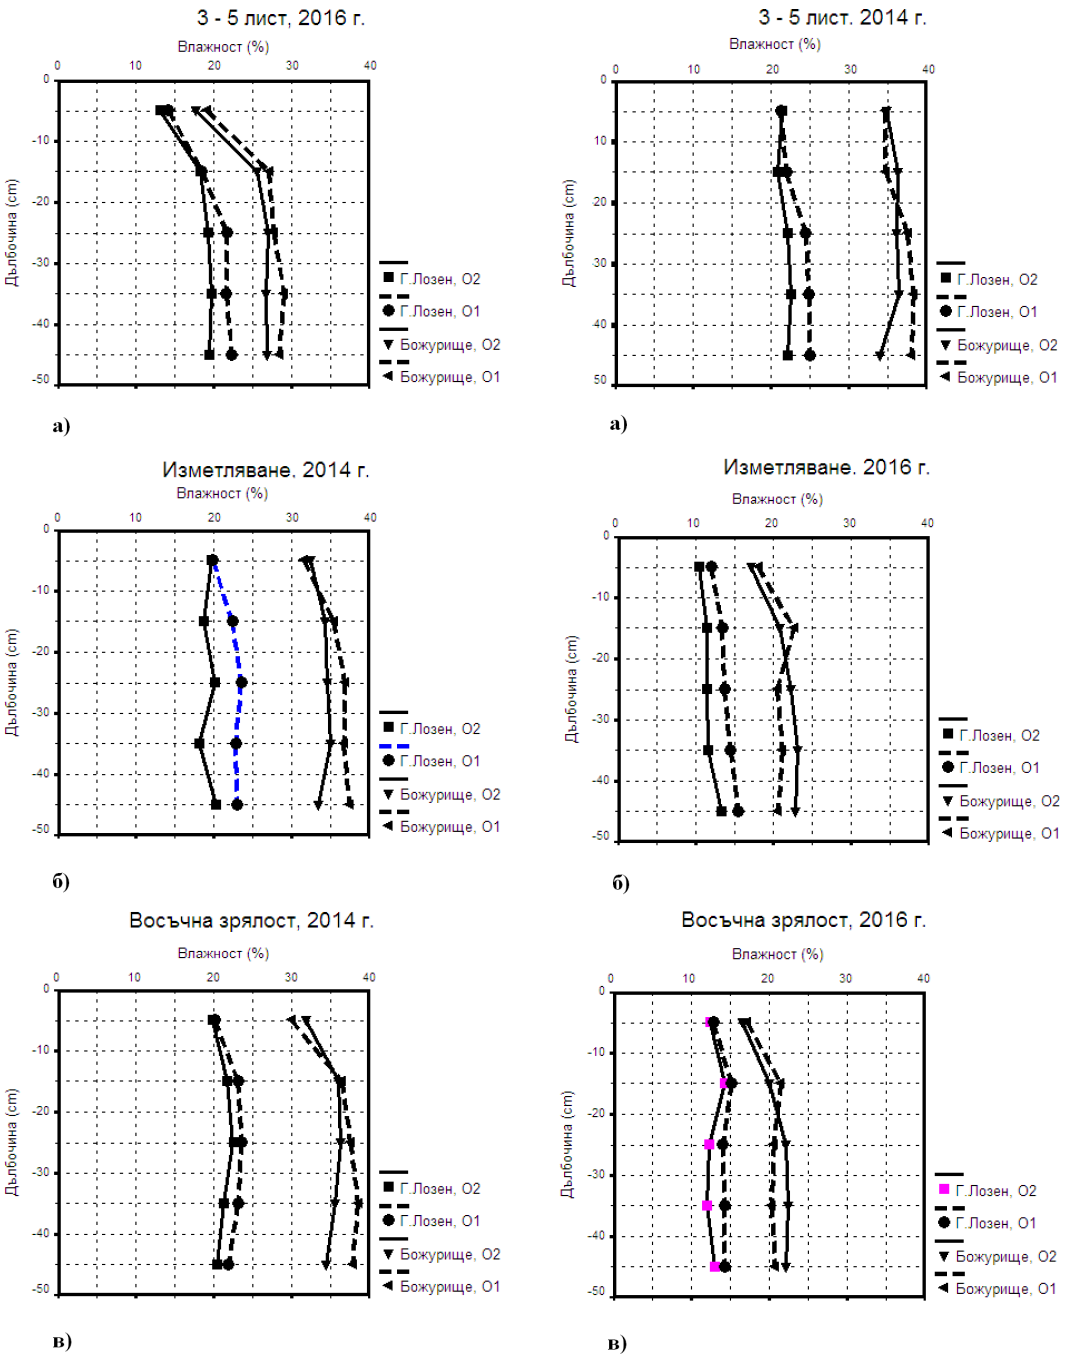 3 - 5 лист, 2016 г.
Влажност (%)
0 10 20 30 40
0
-10
-20
-30
-40
-50
Дълбочина (cm)
Г.Лозен, О2
Г.Лозен, О1
Божурище, О2
Божурище, О1
а)
3 - 5 лист. 2014 г.
Влажност (%)
0 10 20 30 40
0
10
20
30
40
50
Дълбочина (cm)
Г.Лозен, О2
Г.Лозен, О1
Божурище, О2
Божурище, О1
а)
Изметляване. 2014 г.
Влажност (%)
0 10 20 30 40
0
-10
-20
-30
-40
-50
Дълбочина (cm)
Г.Лозен, О2
Г.Лозен, О1
Божурище, О2
Божурище, О1
б)
Изметляване. 2016 г.
Влажност (%)
0 10 20 30 40
0
-10
-20
-30
-40
-50
Дълбочина (cm)
Г.Лозен, О2
Г.Лозен, О1
Божурище, О2
Божурище, О1
б)
Восъчна зрялост, 2014 г.
Влажност (%)
0 10 20 30 40
0
-10
-20
-30
-40
-50
Дълбочина (cm)
Г.Лозен, О2
Г.Лозен, О1
Божурище, О2
Божурище, О1
в)
Восъчна зрялост, 2016 г.
Влажност (%)
0 10 20 30 40
0
-10
-20
-30
-40
-50
Дълбочина (cm)
Г.Лозен, О2
Г.Лозен, О1
Божурище, О2
Божурище, О1
в)